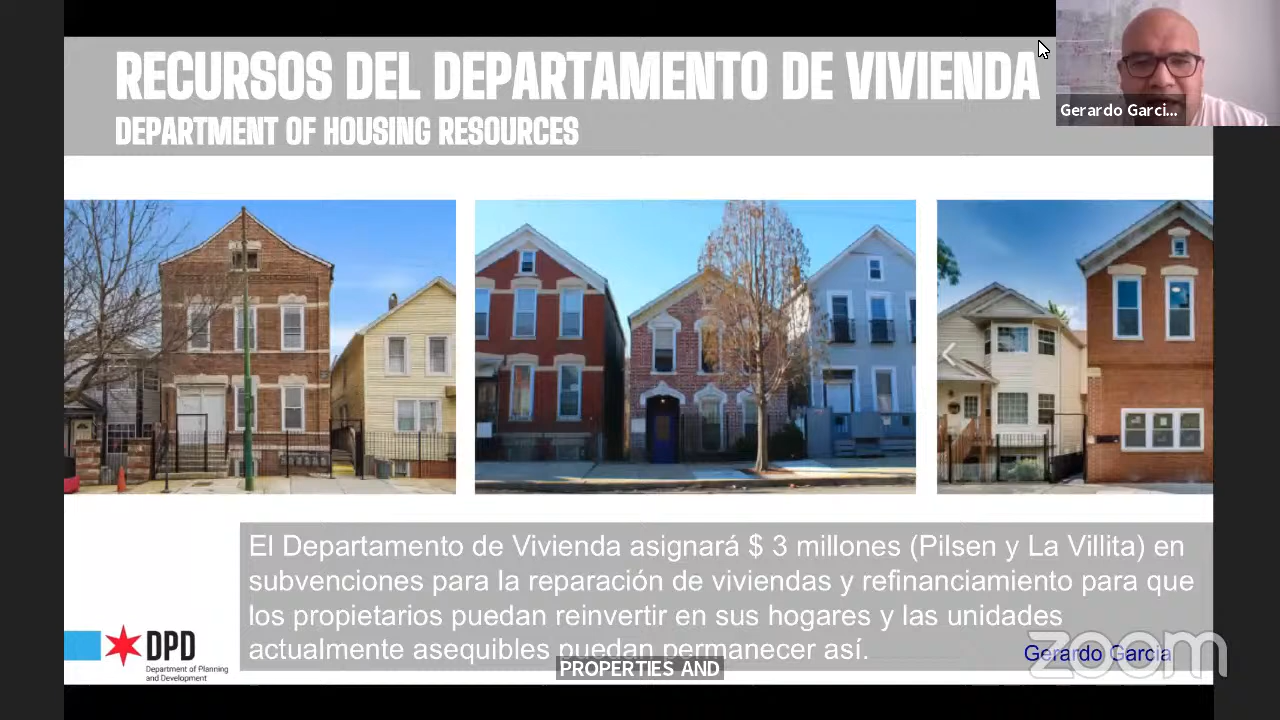 RECURSOS DEL DEPARTAMENTO DE VIVIENDA
DEPARTMENT OF HOUSING RESOURCES
Gerardo Garci...
El Departamento de Vivienda asignará $ 3 millones (Pilsen y La Villita) en
subvenciones para la reparación de viviendas y refinanciamiento para que
los propietarios puedan reinvertir en sus hogares y las unidades
actualmente asequibles puedan permanecer así.
Gerardo Garcia
zoom
PROPERTIES AND
DPD
Department of Planning
and Development